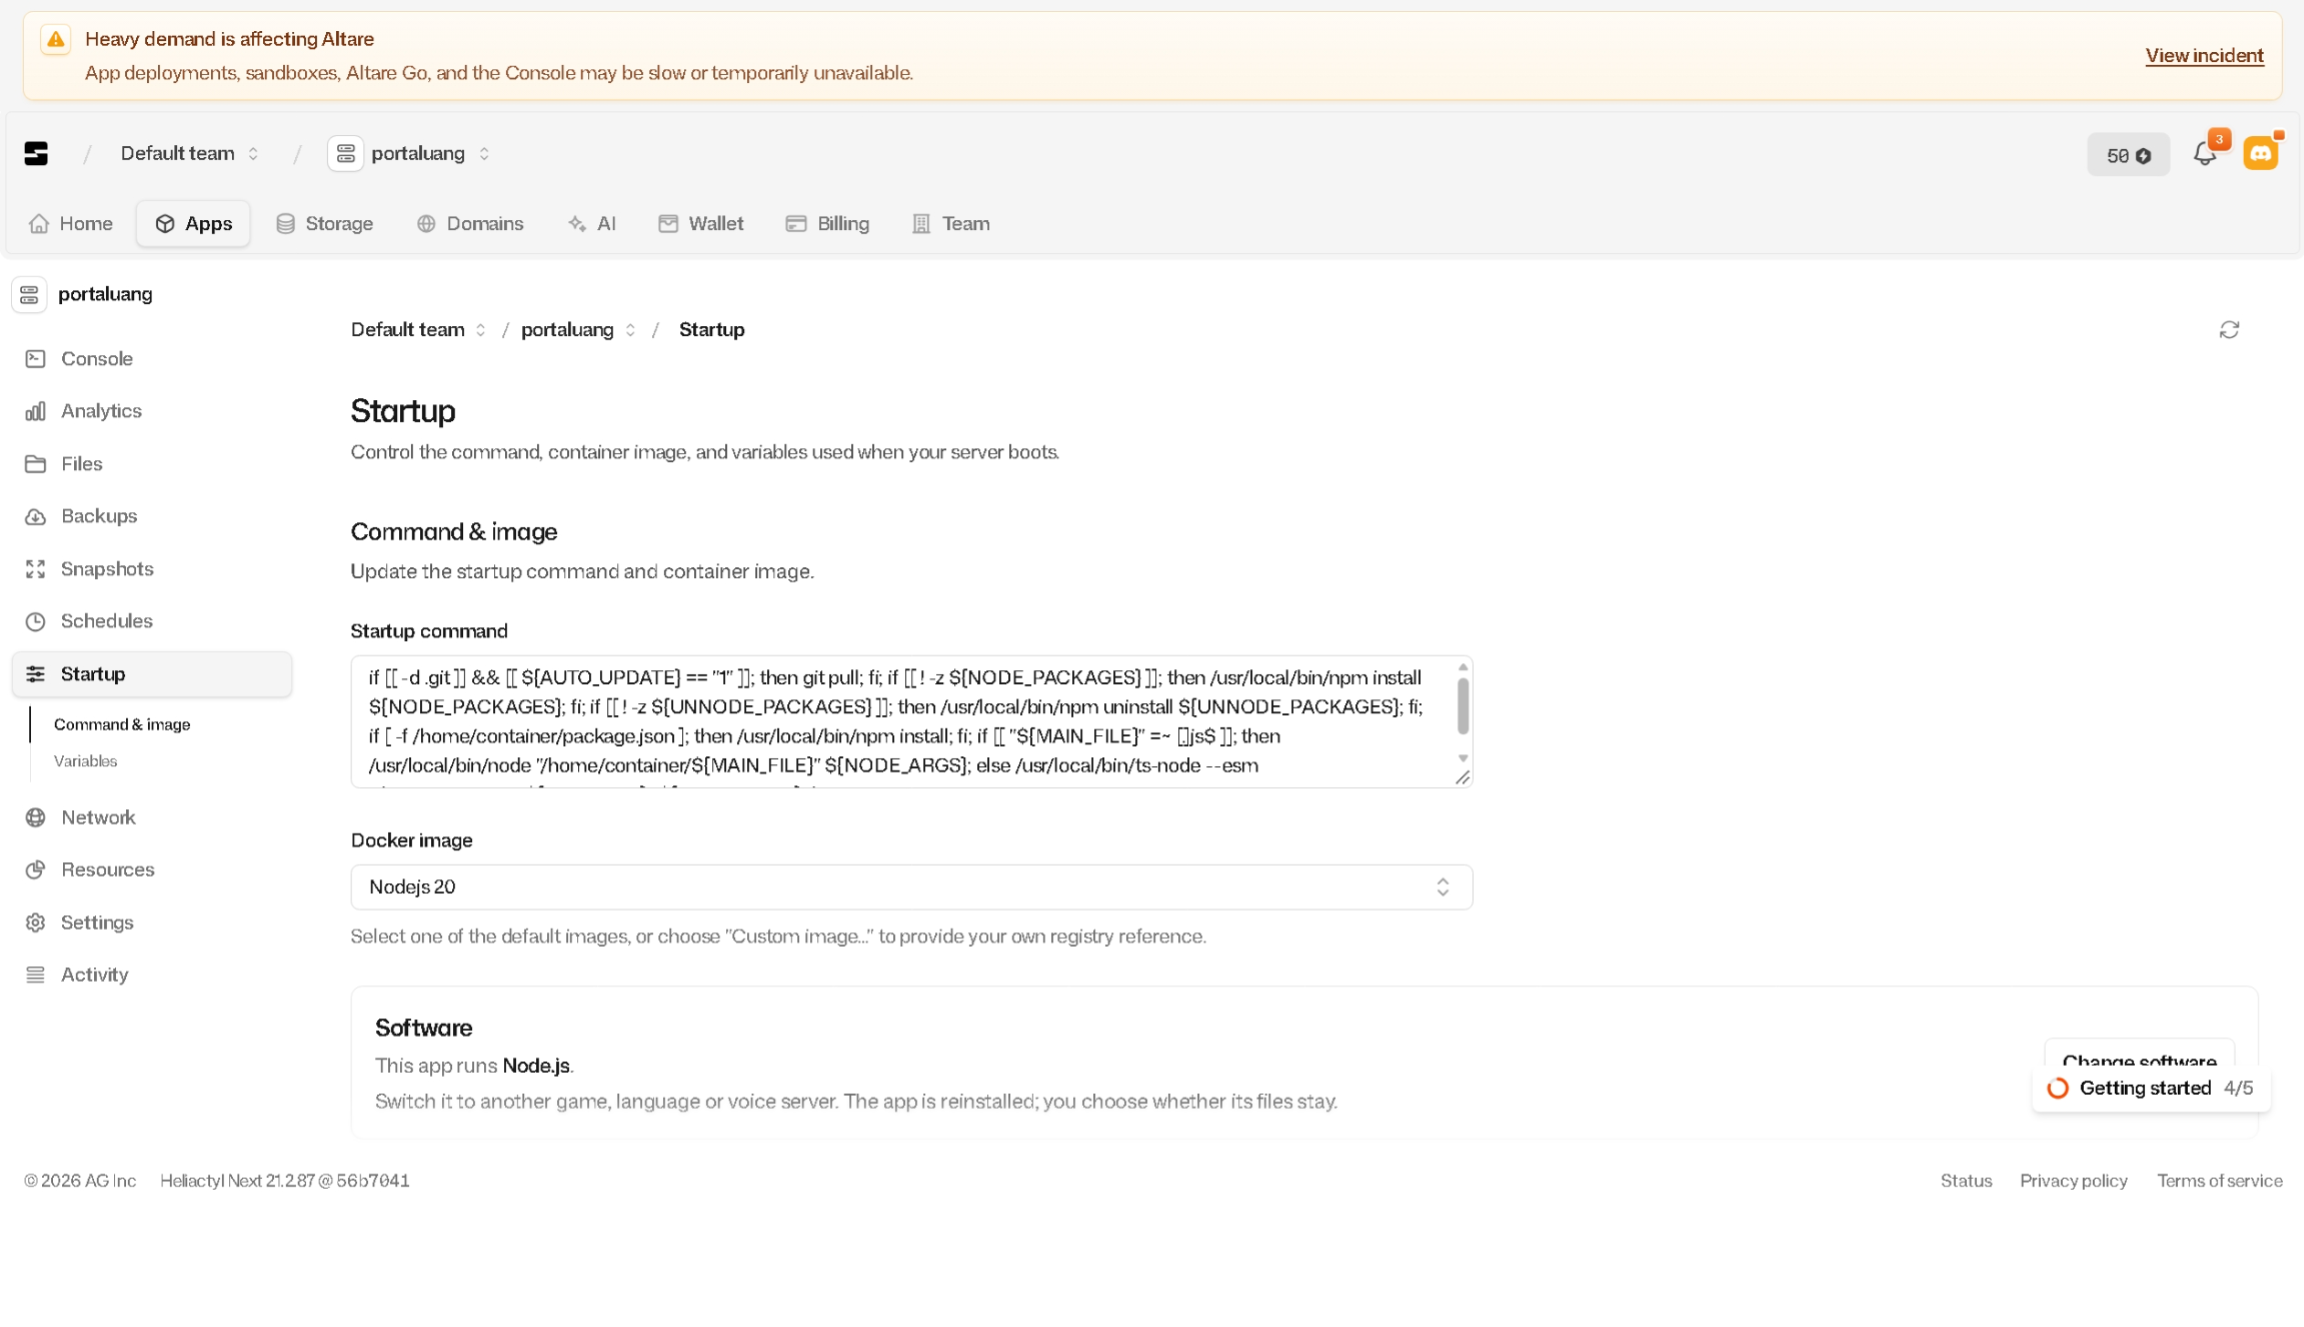 Heavy demand is affecting Altare
App deployments, sandboxes, Altare Go, and the Console may be slow or temporarily unavailable.
View incident
/ Default team / portaluang
50
3
Home Apps Storage Domains AI Wallet Billing Team
portaluang
Default team / portaluang / Startup
Console
Analytics
Files
Backups
Snapshots
Schedules
Startup
Command & image
Variables
Network
Resources
Settings
Activity
Startup
Control the command, container image, and variables used when your server boots.
Command & image
Update the startup command and container image.
Startup command
if [[ -d .git ]] && [[ ${AUTO_UPDATE} == "1" ]]; then git pull; fi; if [[ ! -z ${NODE_PACKAGES} ]]; then /usr/local/bin/npm install
${NODE_PACKAGES}; fi; if [[ ! -z ${UNNODE_PACKAGES} ]]; then /usr/local/bin/npm uninstall ${UNNODE_PACKAGES}; fi;
if [ -f /home/container/package.json ]; then /usr/local/bin/npm install; fi; if [[ "${MAIN_FILE}" =~ [.]js$ ]]; then
/usr/local/bin/node "/home/container/${MAIN_FILE}" ${NODE_ARGS}; else /usr/local/bin/ts-node --esm
Docker image
Nodejs 20
Select one of the default images, or choose "Custom image..." to provide your own registry reference.
Software
This app runs Node.js.
Switch it to another game, language or voice server. The app is reinstalled; you choose whether its files stay.
Change software
Getting started 4/5
© 2026 AG Inc Heliactyl Next 21.2.87 @ 56b7041
Status Privacy policy Terms of service